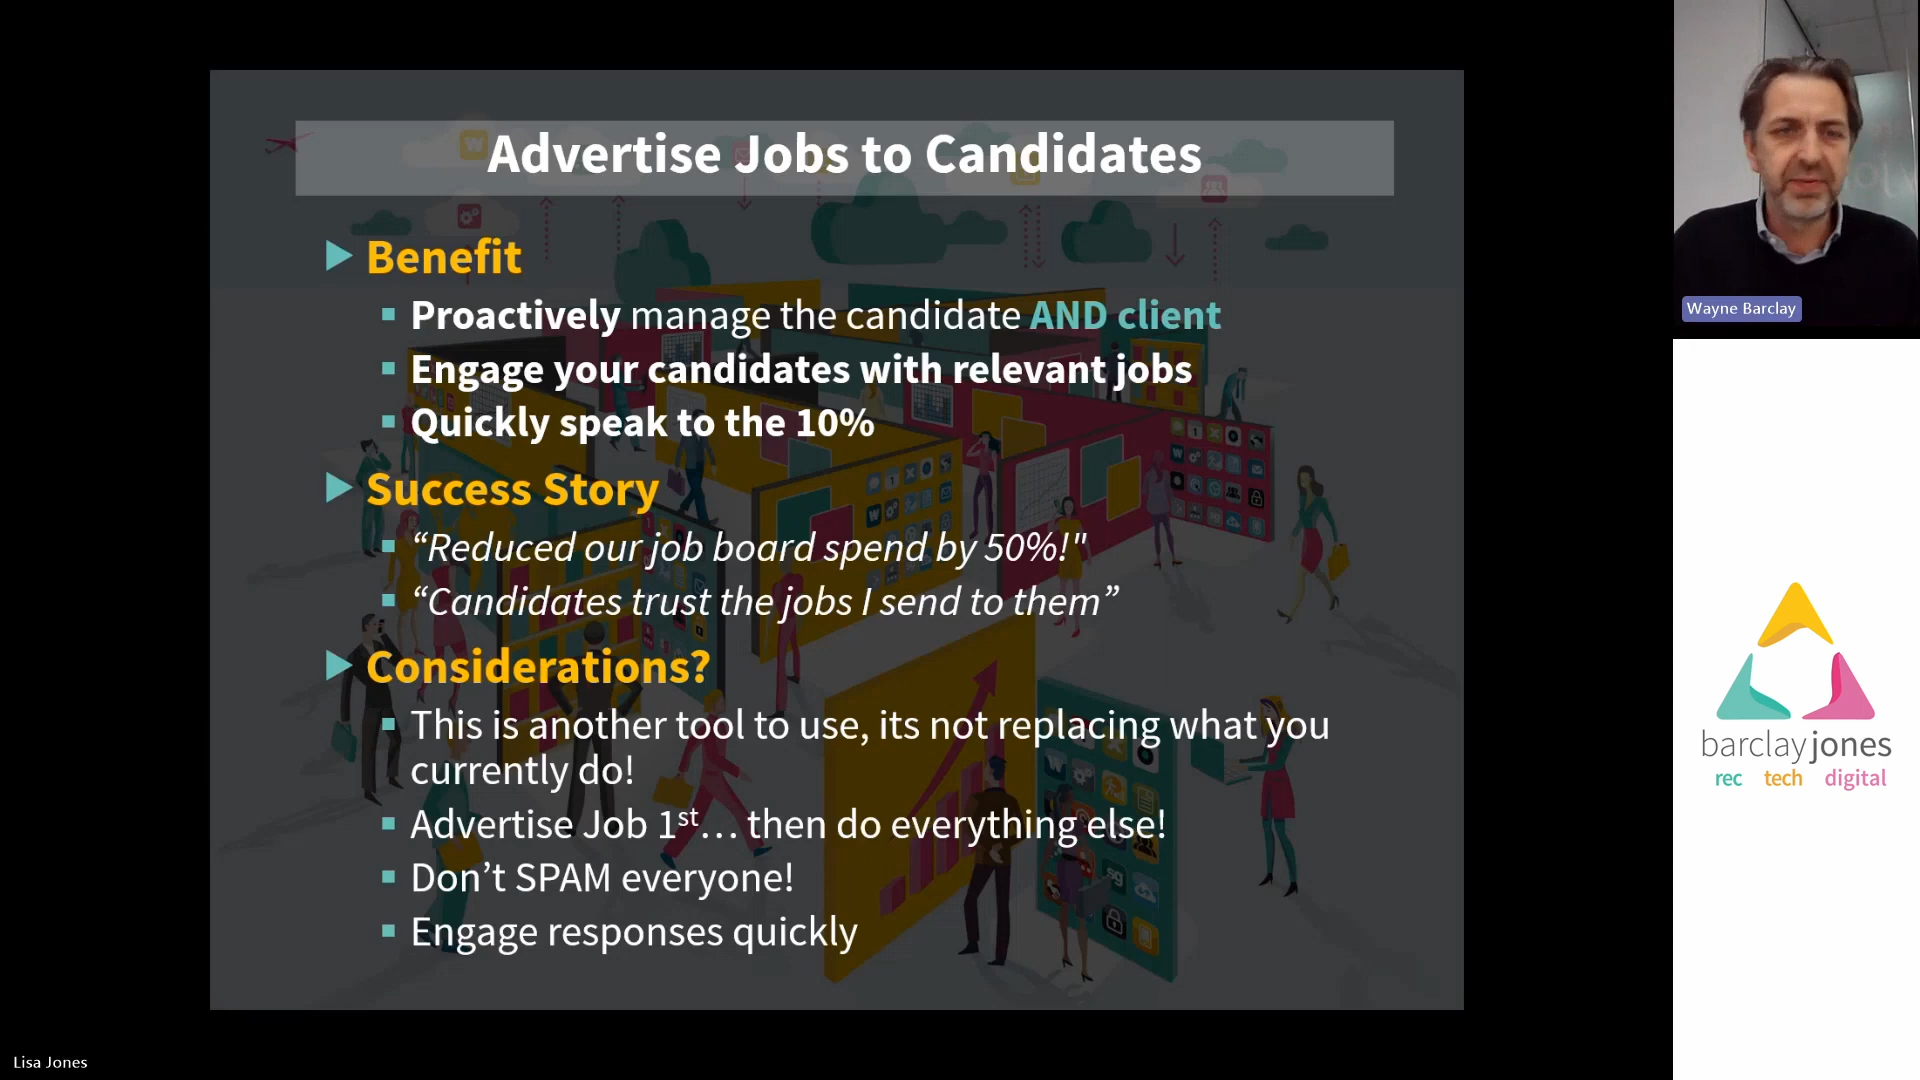 Advertise Jobs to Candidates
Benefit
Proactively manage the candidate AND client
Engage your candidates with relevant jobs
Quickly speak to the 10%
Success Story
“Reduced our job board spend by 50%!"
“Candidates trust the jobs I send to them”
Considerations?
This is another tool to use, its not replacing what you
currently do!
Advertise Job 1st… then do everything else!
Don’t SPAM everyone!
Engage responses quickly
Wayne Barclay
barclayjones
rec tech digital
Lisa Jones